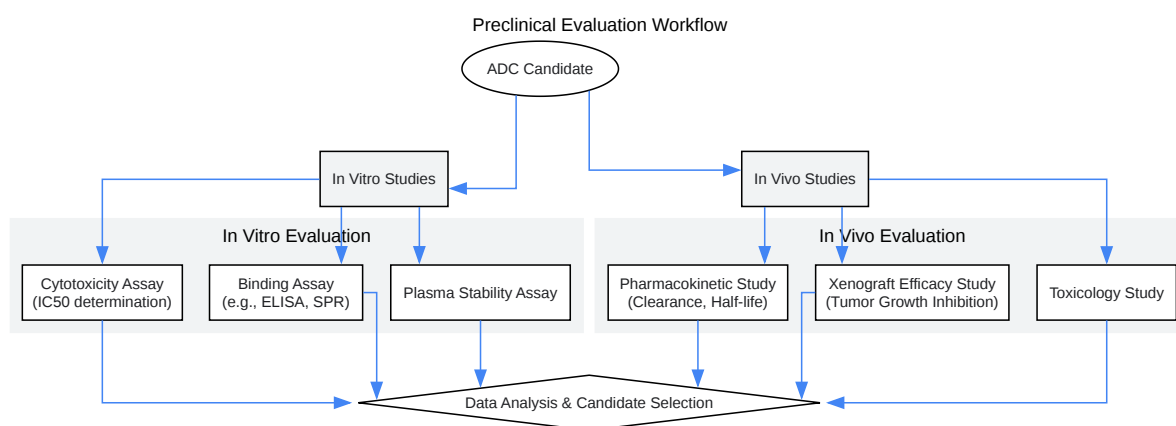 Preclinical Evaluation Workflow
ADC Candidate
In Vitro Studies
In Vivo Studies
In Vitro Evaluation
In Vivo Evaluation
Cytotoxicity Assay
(IC50 determination)
Binding Assay
(e.g., ELISA, SPR)
Plasma Stability Assay
Pharmacokinetic Study
(Clearance, Half-life)
Xenograft Efficacy Study
(Tumor Growth Inhibition)
Toxicology Study
Data Analysis & Candidate Selection